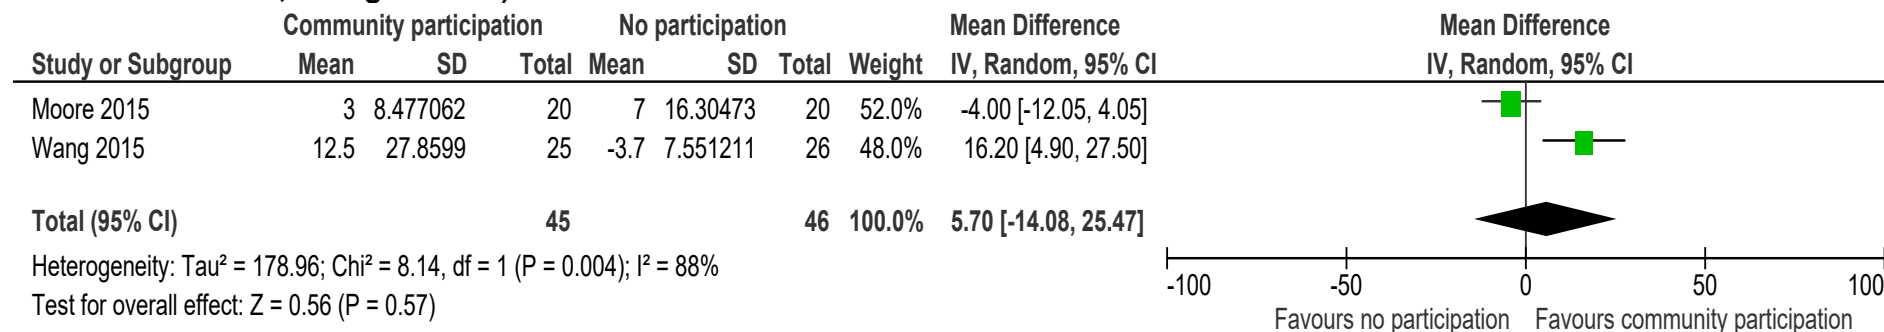 Community participation No participation Mean Difference Mean Difference
Study or Subgroup Mean SD Total Mean SD Total Weight IV, Random, 95% CI IV, Random, 95% CI
Moore 2015 3 8.477062 20 7 16.30473 20 52.0% -4.00 [-12.05, 4.05]
Wang 2015 12.5 27.8599 25 -3.7 7.551211 26 48.0% 16.20 [4.90, 27.50]
Total (95% CI) 45 46 100.0% 5.70 [-14.08, 25.47]
Heterogeneity: Tau² = 178.96; Chi² = 8.14, df = 1 (P = 0.004); I² = 88%
Test for overall effect: Z = 0.56 (P = 0.57)
-100 -50 0 50 100
Favours no participation Favours community participation